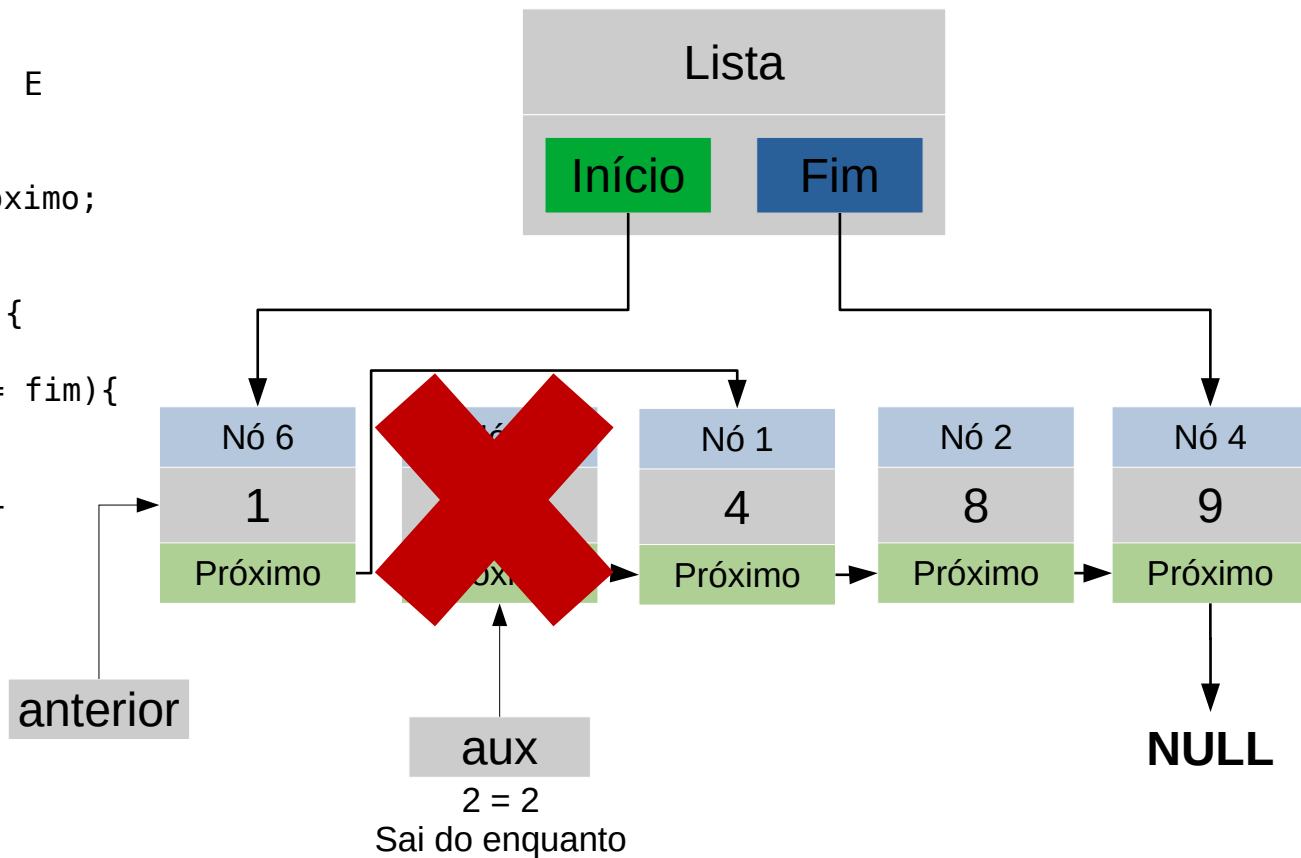 E
óximo;
{
= fim){
Lista
Início
Fim
Nó 6
1
Próximo
Nó 1
4
Próximo
Nó 2
8
Próximo
Nó 4
9
Próximo
anterior
aux
2 = 2
Sai do enquanto
NULL